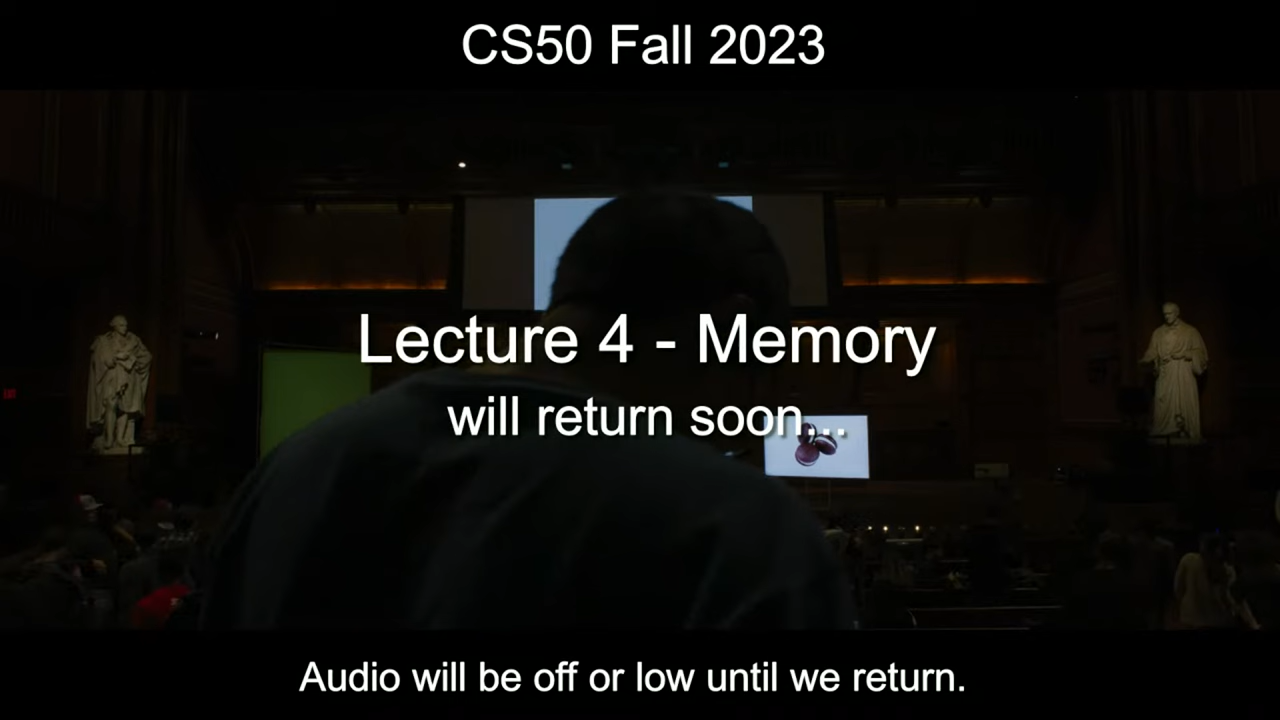 CS50 Fall 2023
Lecture 4 - Memory
will return soon...
Audio will be off or low until we return.